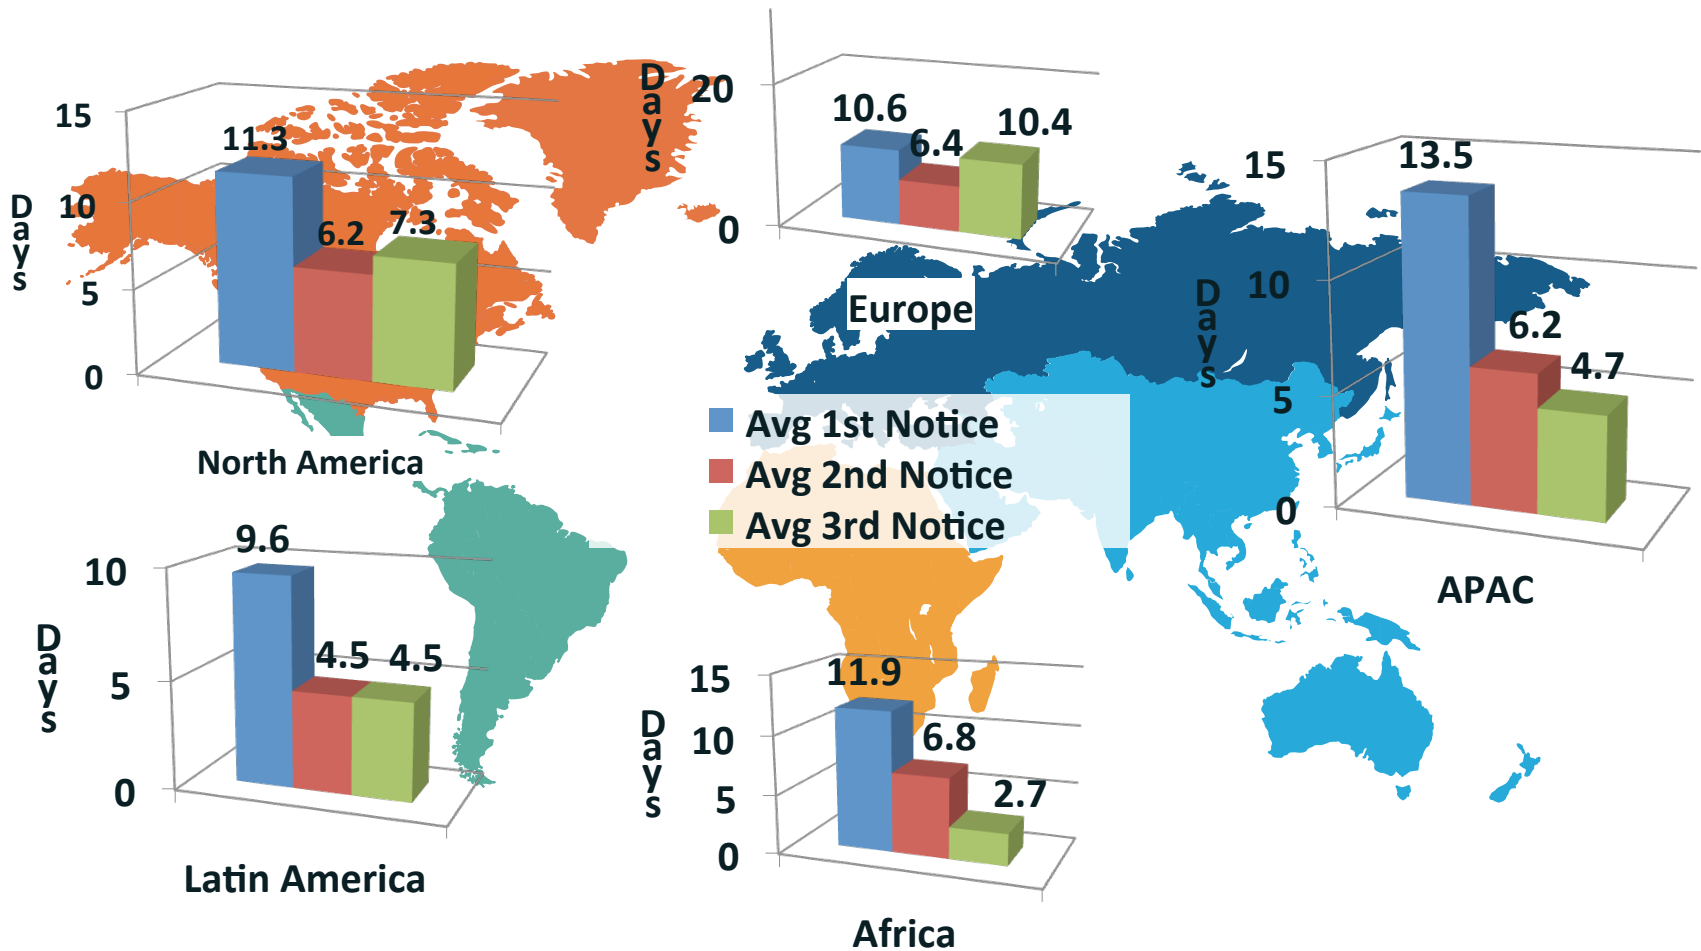 15
11.3
10
6.2
7.3
5
0
Days
North America
Days
20
10.6
6.4
10.4
0
Europe
15
13.5
Days
10
6.2
4.7
5
0
APAC
Avg 1st Notice
Avg 2nd Notice
Avg 3rd Notice
9.6
10
Days
4.5
4.5
5
0
Latin America
15
11.9
Days
10
6.8
5
2.7
0
Africa